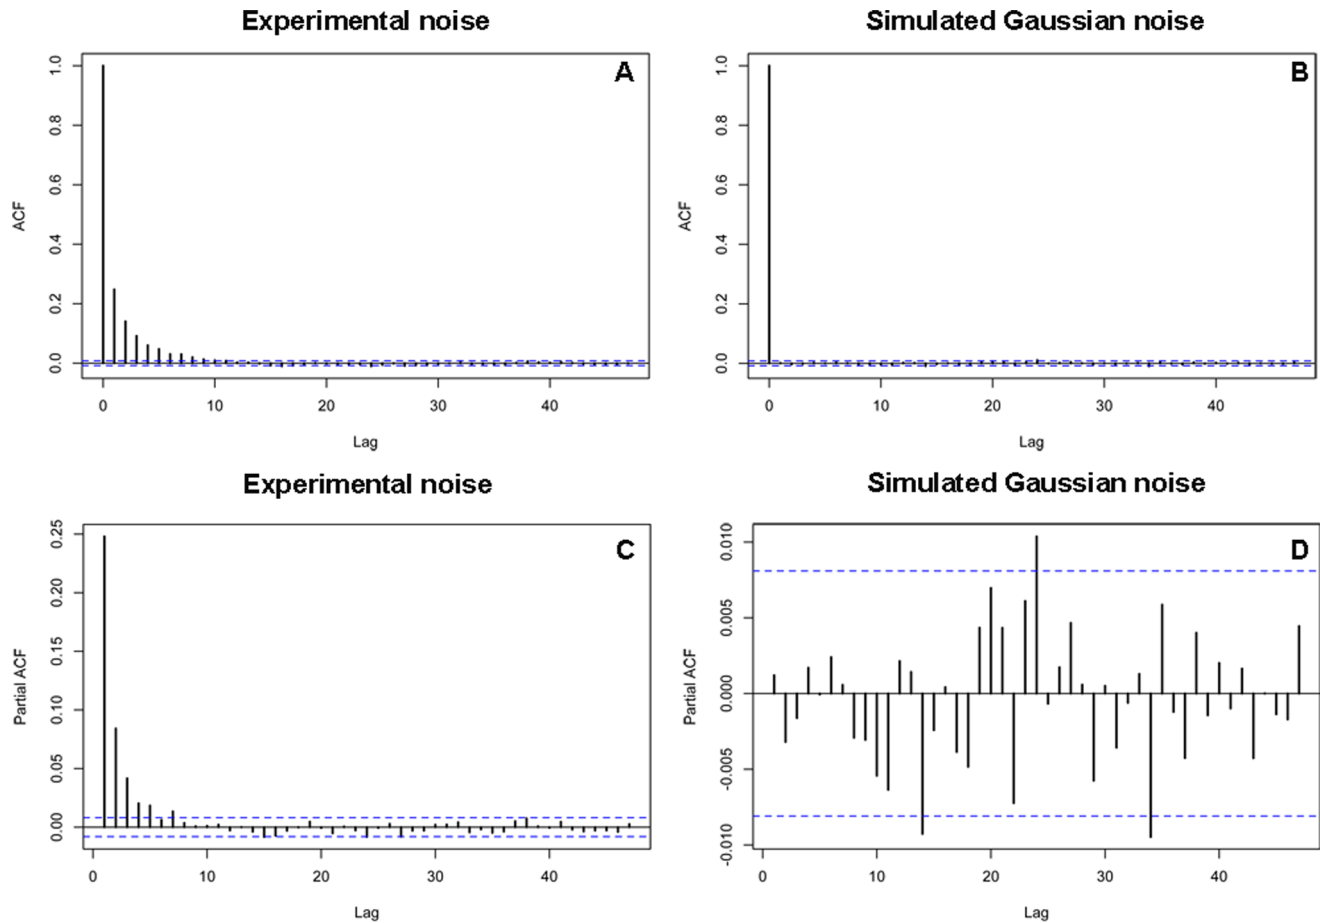 Experimental noise
Simulated Gaussian noise
A
B
ACF
1.0
0.8
0.6
0.4
0.2
0.0
0 10 20 30 40
Lag
ACF
1.0
0.8
0.6
0.4
0.2
0.0
0 10 20 30 40
Lag
Experimental noise
Simulated Gaussian noise
C
D
Partial ACF
0.25
0.20
0.15
0.10
0.05
0.00
0 10 20 30 40
Lag
Partial ACF
0.010
0.005
0.000
-0.005
-0.010
0 10 20 30 40
Lag